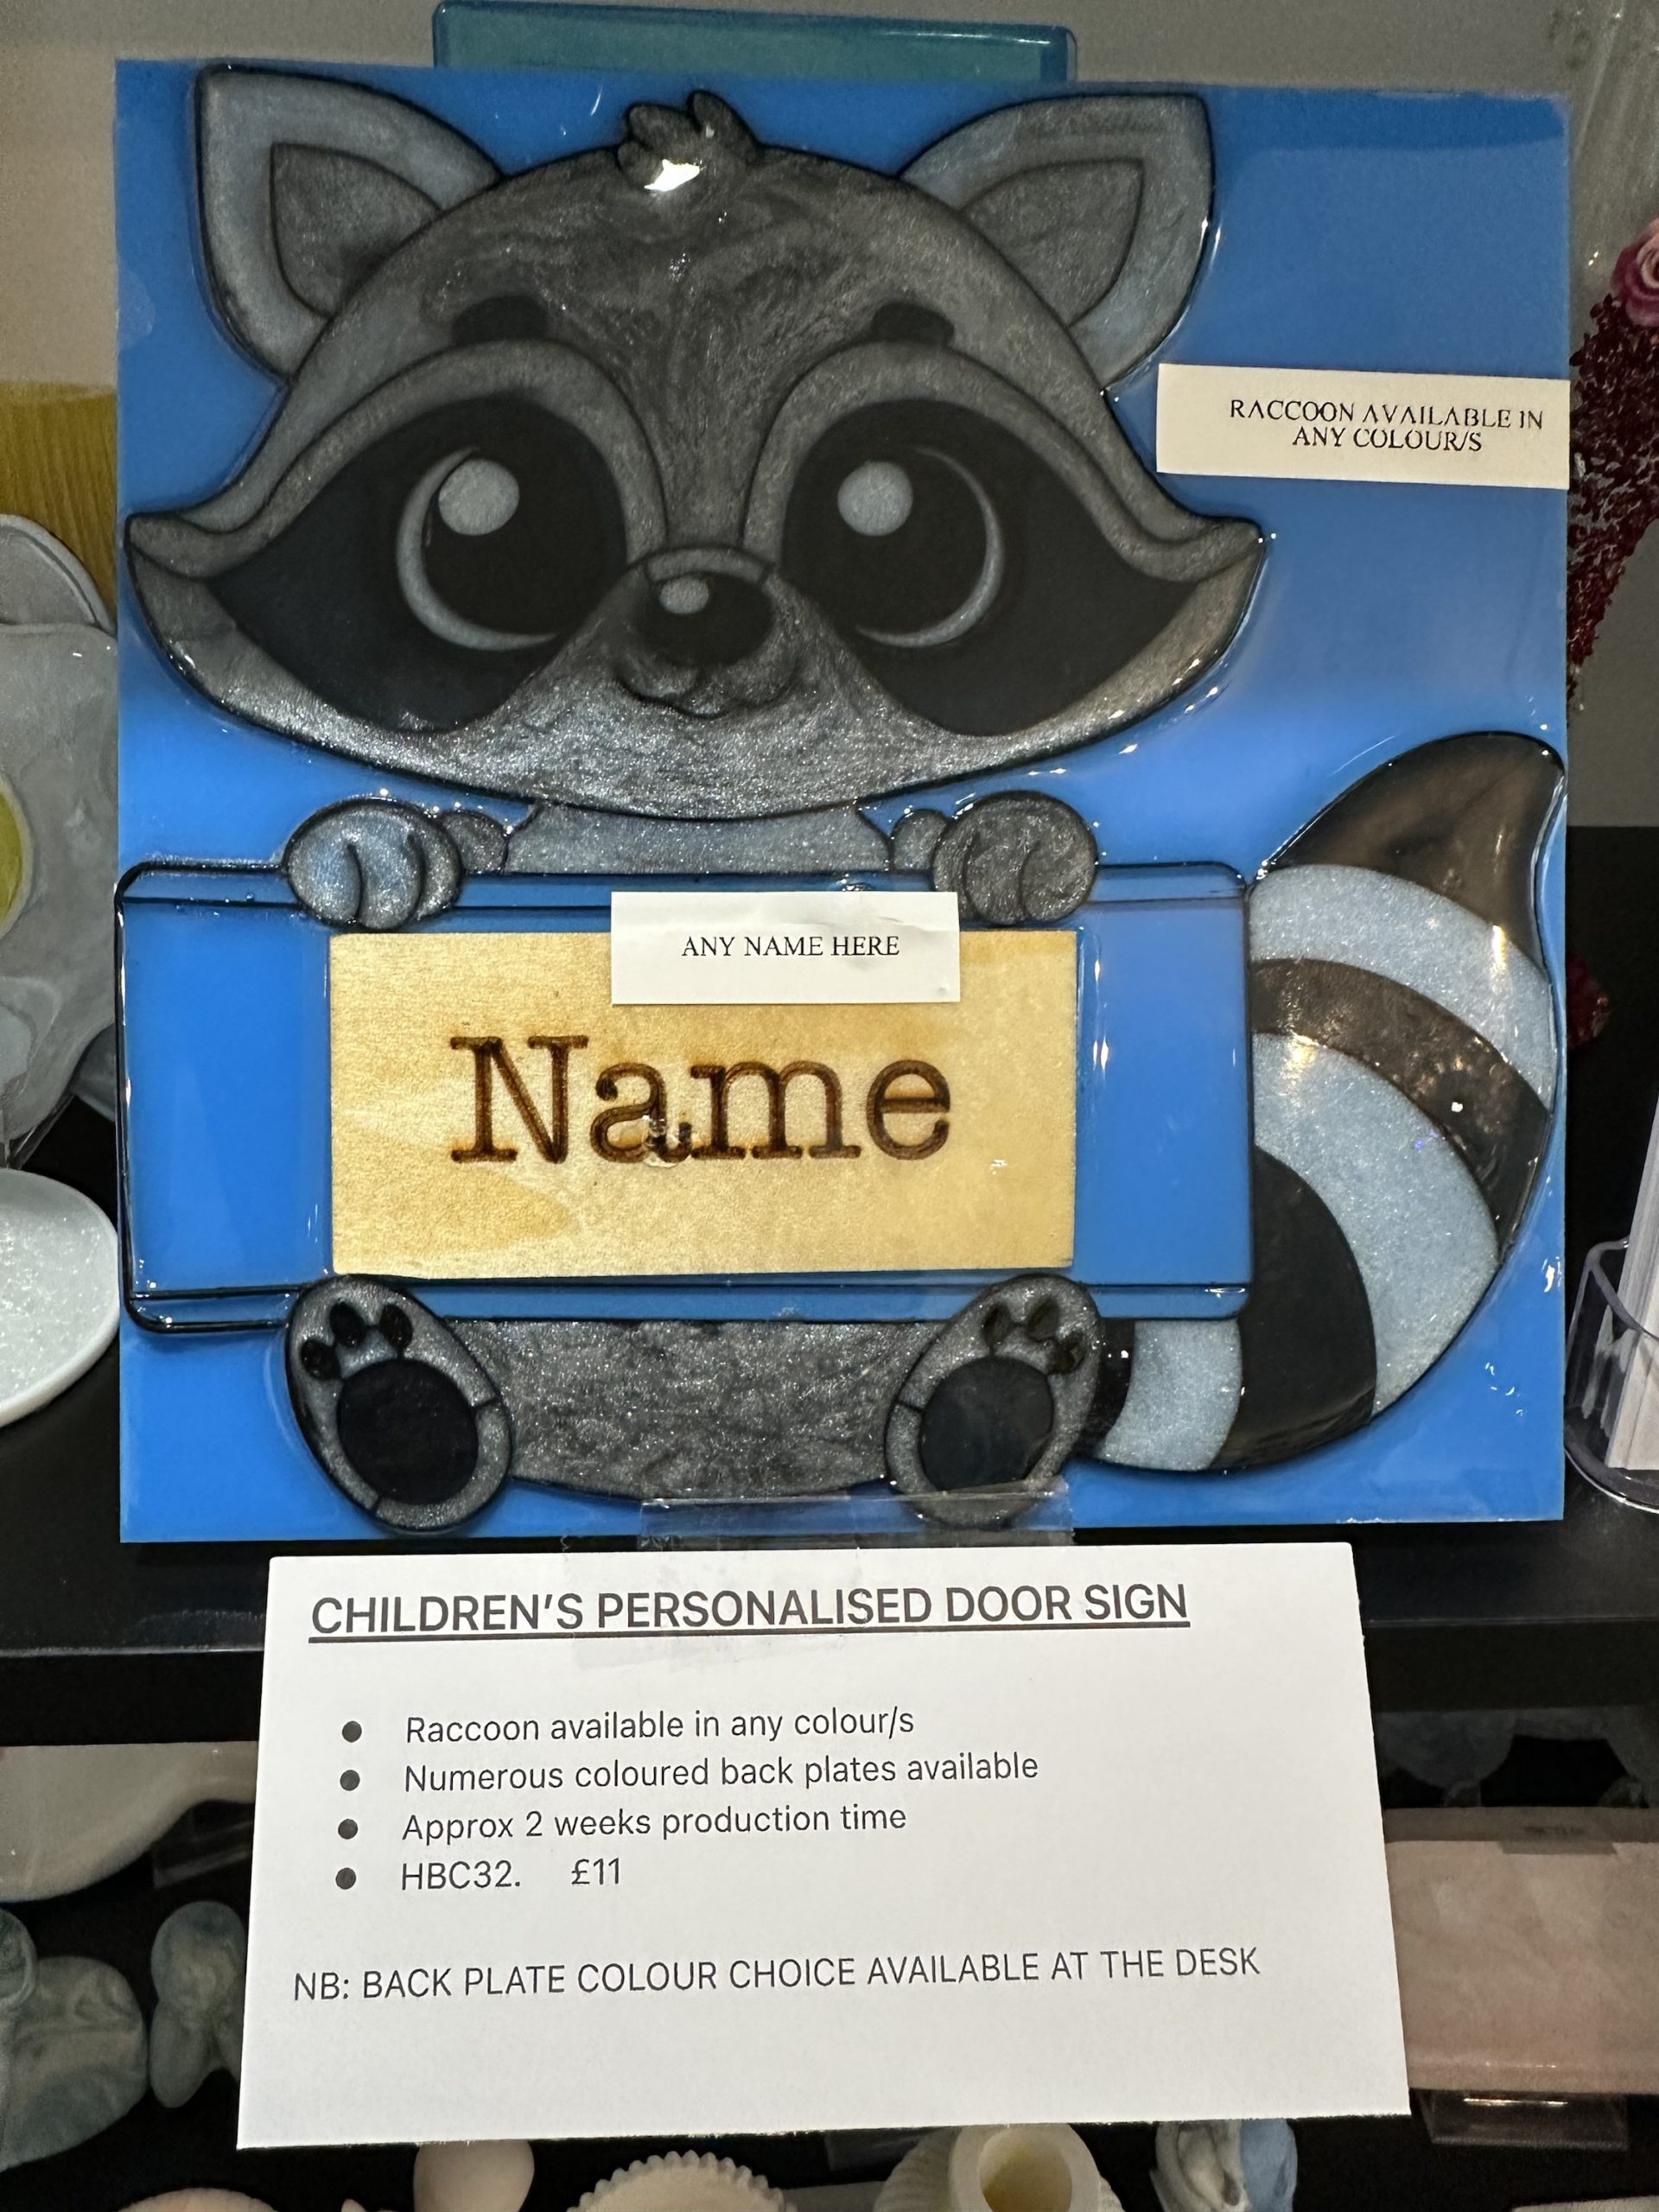 RACCOON AVAILABLE IN
ANY COLOUR/S
ANY NAME HERE
Name
CHILDREN'S PERSONALISED DOOR SIGN
● Raccoon available in any colour/s
● Numerous coloured back plates available
● Approx 2 weeks production time
● HBC32. £11
NB: BACK PLATE COLOUR CHOICE AVAILABLE AT THE DESK